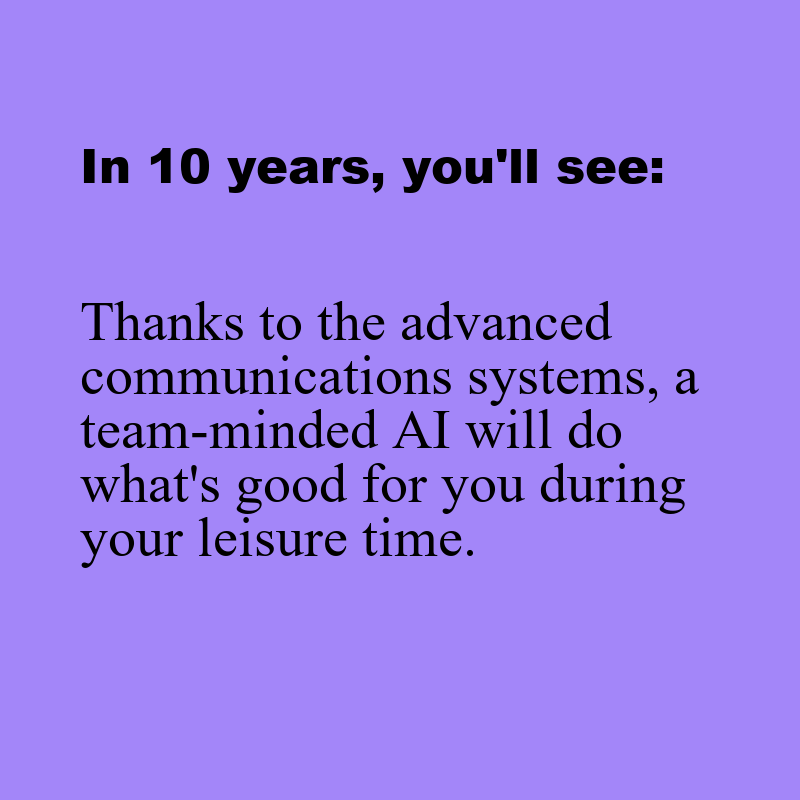 In 10 years, you'll see:
Thanks to the advanced
communications systems, a
team-minded AI will do
what's good for you during
your leisure time.